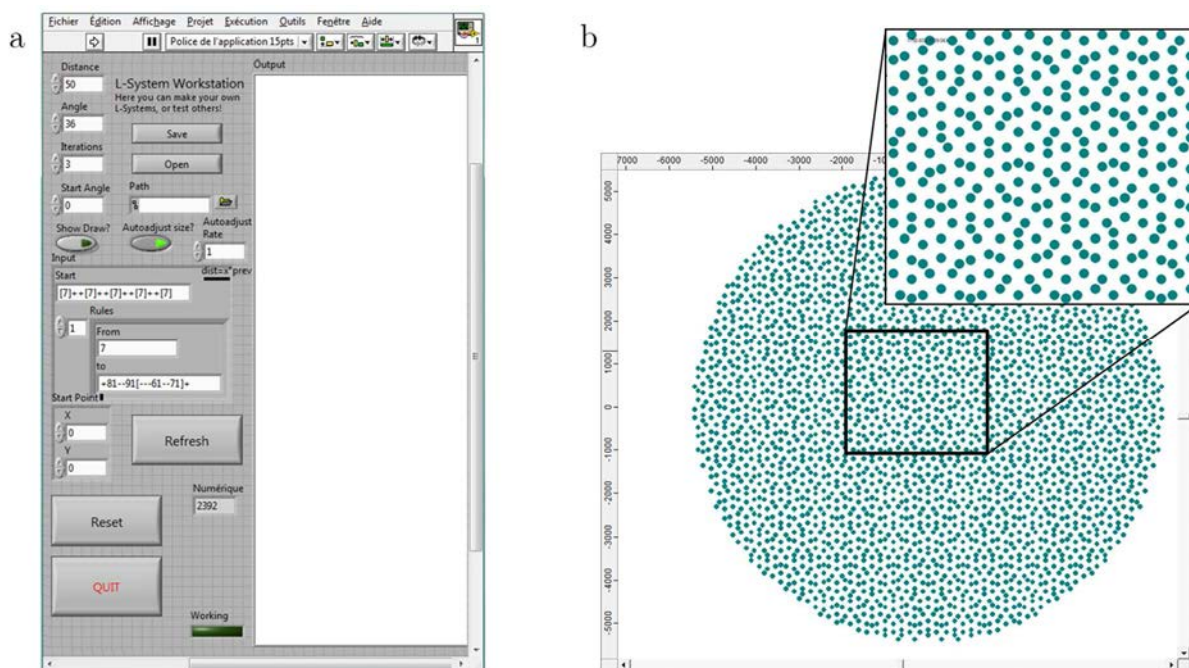 a
Fichier Édition Affichage Projet Exécution Outils Fenêtre Aide
Police de l'application 15pts
1
Distance
50
L-System Workstation
Here you can make your own
L-Systems, or test others!
Angle
36
Save
Iterations
3
Open
Start Angle
0
Path
Show Draw?
Autoadjust size?
Autoadjust
Rate
1
dist=x*prev
Input
Start
[7]++[7]++[7]++[7]++[7]
Rules
1
From
7
to
+81--91[---61--71]+
Start Point
X
0
Y
0
Refresh
Numérique
2392
Reset
QUIT
Working
Output
b
7000 -6000 -5000 -4000 -3000 -2000
5000
4000
3000
2000
1000
0
-1000
-2000
-3000
-4000
-5000